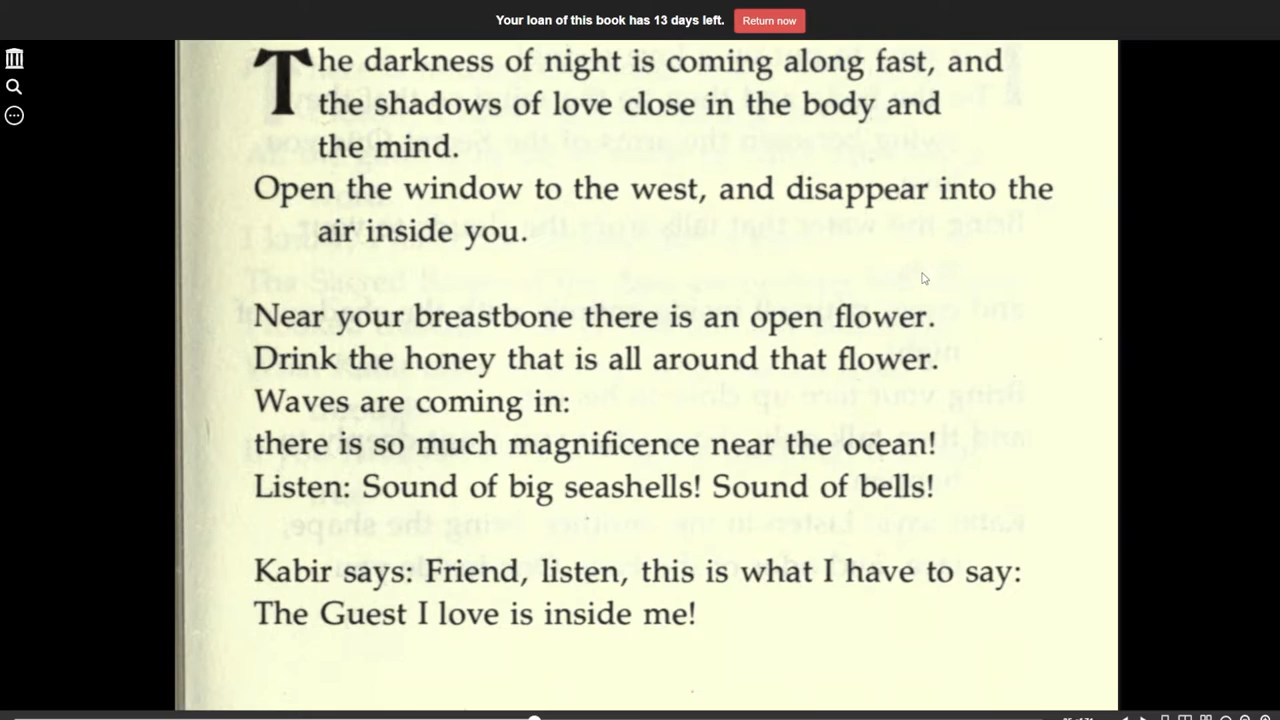 Your loan of this book has 13 days left. Return now
The darkness of night is coming along fast, and
the shadows of love close in the body and
the mind.
Open the window to the west, and disappear into the
air inside you.
Near your breastbone there is an open flower.
Drink the honey that is all around that flower.
Waves are coming in:
there is so much magnificence near the ocean!
Listen: Sound of big seashells! Sound of bells!
Kabir says: Friend, listen, this is what I have to say:
The Guest I love is inside me!